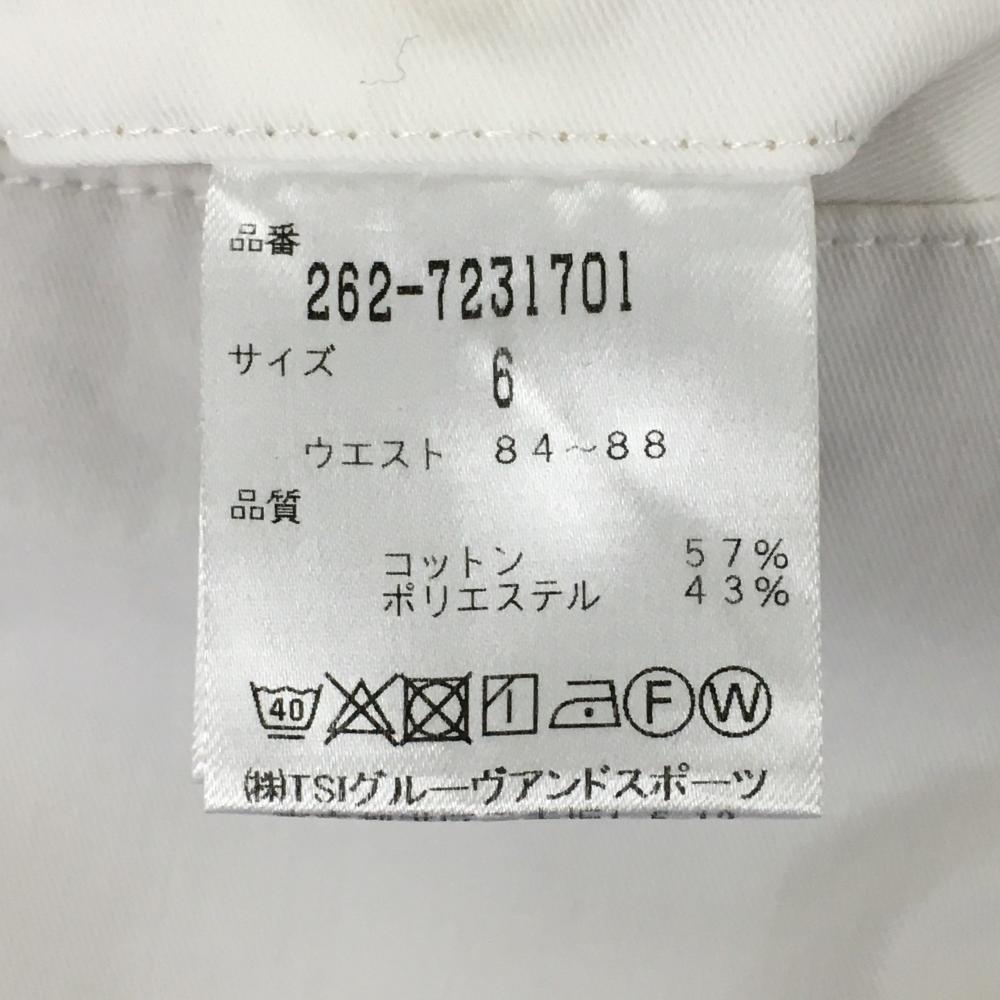 品番
262-7231701
サイズ 6
ウエスト 84~88
品質
コットン 57%
ポリエステル 43%
40 F W
㈱TSIグルーヴアンドスポーツ